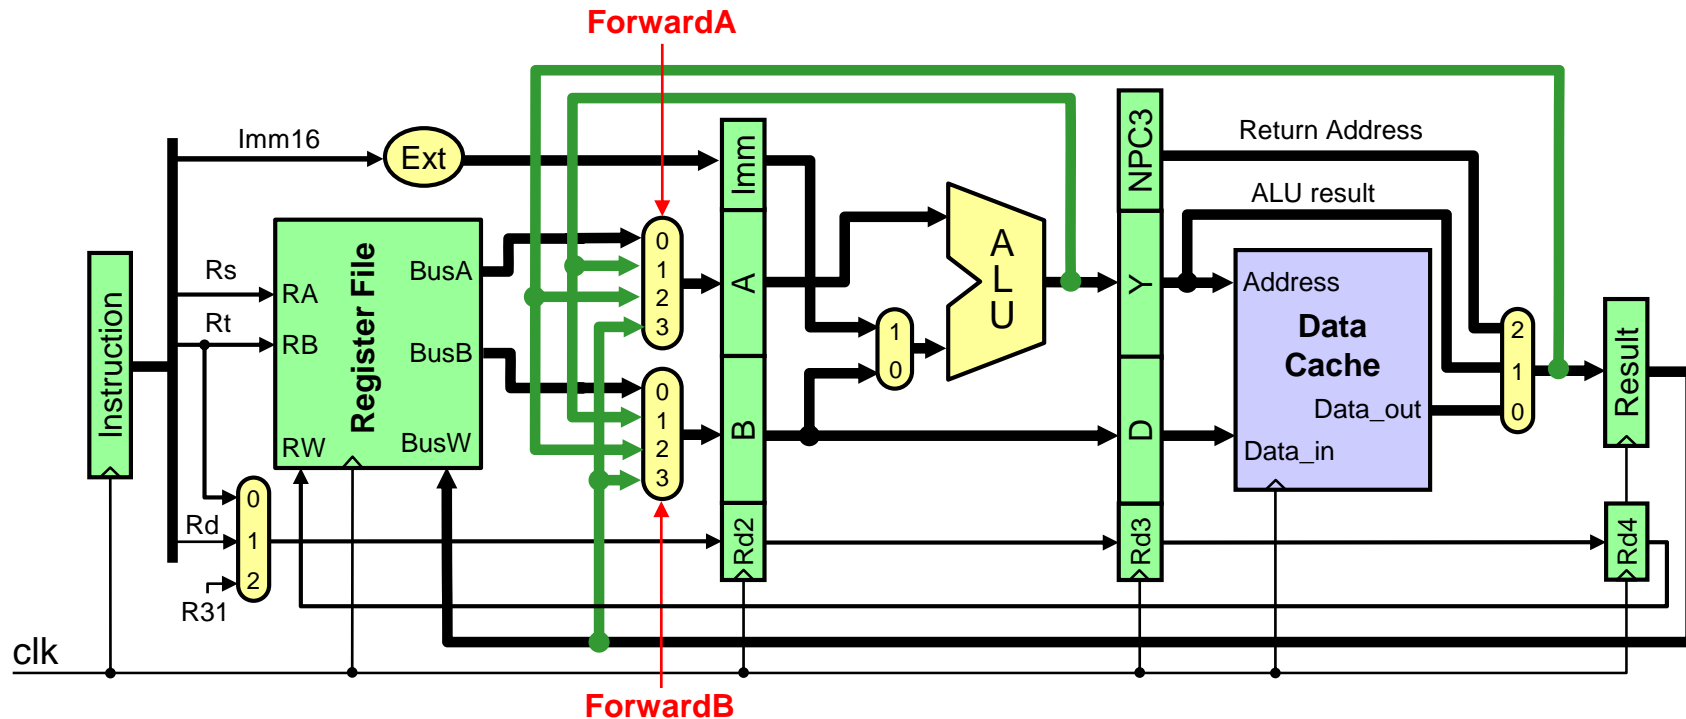 ForwardA
Imm16
Ext
Imm
NPC3
Return Address
ALU result
Rs
Rt
RA
RB
Register File
BusA
BusB
RW
BusW
Instruction
0
1
2
3
0
1
2
3
A
B
1
0
A
L
U
Y
D
Address
Data
Cache
Data_out
Data_in
2
1
0
Result
Rd
0
1
2
R31
Rd2
Rd3
Rd4
clk
ForwardB